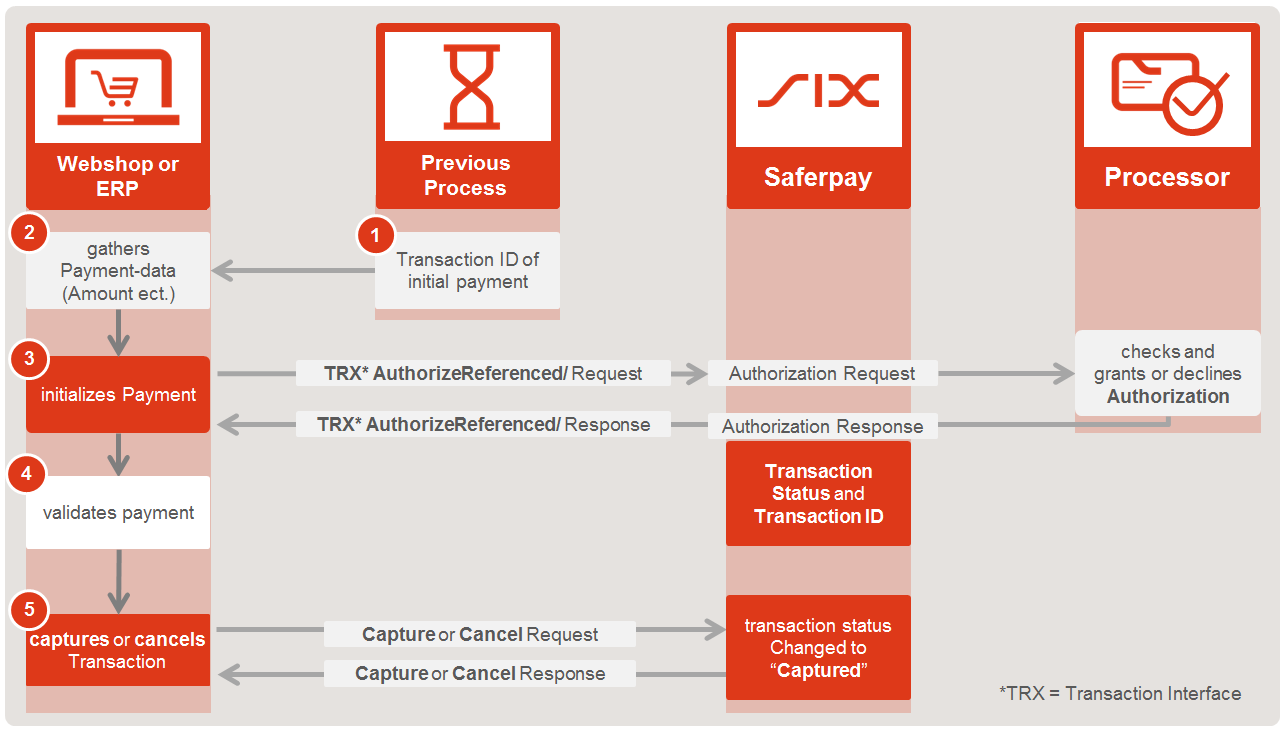 Webshop or
ERP
Previous
Process
SIX
Saferpay
Processor
2
gathers
Payment-data
(Amount ect.)
1
Transaction ID of
initial payment
3
initializes Payment
TRX* AuthorizeReferenced/ Request
Authorization Request
checks and
grants or declines
Authorization
TRX* AuthorizeReferenced/ Response
Authorization Response
4
validates payment
Transaction
Status and
Transaction ID
5
captures or cancels
Transaction
Capture or Cancel Request
Capture or Cancel Response
transaction status
Changed to
“Captured”
*TRX = Transaction Interface